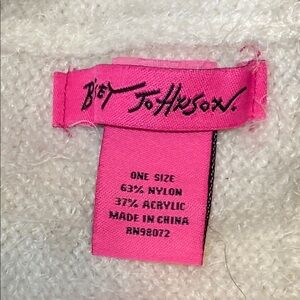 BETSEY JOHNSON.
ONE SIZE
63% NYLON
37% ACRYLIC
MADE IN CHINA
RN98072